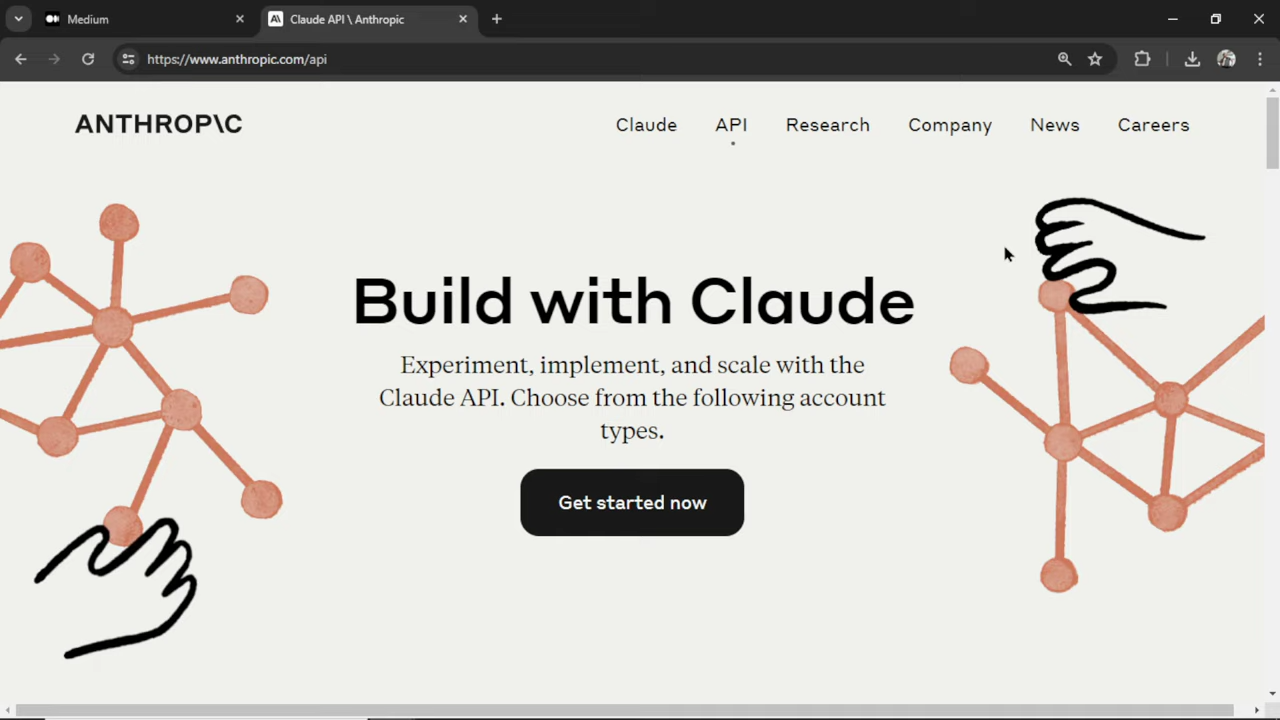 Medium
Claude API \ Anthropic
https://www.anthropic.com/api
ANTHROP\C
Claude
API
Research
Company
News
Careers
Build with Claude
Experiment, implement, and scale with the
Claude API. Choose from the following account
types.
Get started now